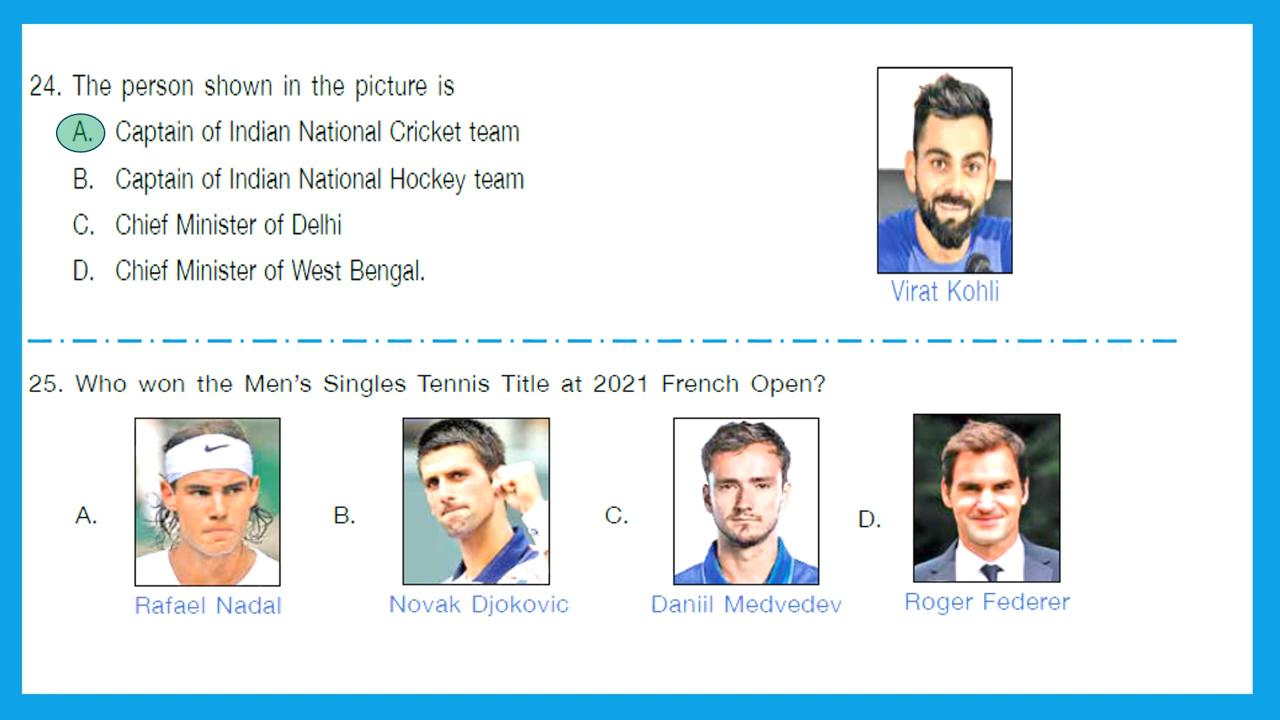 24. The person shown in the picture is
A. Captain of Indian National Cricket team
B. Captain of Indian National Hockey team
C. Chief Minister of Delhi
D. Chief Minister of West Bengal.
Virat Kohli
25. Who won the Men's Singles Tennis Title at 2021 French Open?
A. B. C. D.
Rafael Nadal Novak Djokovic Daniil Medvedev Roger Federer